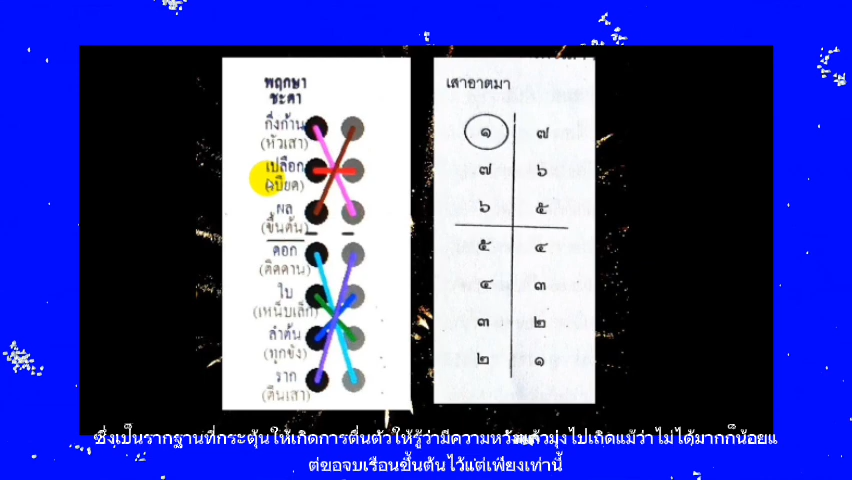 พฤกษา
ชะตา
กิ่งก้าน
(หัวเสา)
เปลือก
ผล
(ขึ้นต้น)
ดอก
(ติดดาน)
ใบ
(เหน็บเล็ก)
ลำต้น
(ทุกขัง)
ราก
(ตีนเสา)
เสาอาตมา
๑ ๗
๗ ๖
๖ ๕
๕ ๔
๔ ๓
๓ ๒
๒ ๑
ซึ่งเป็นรากฐานที่กระตุ้นให้เกิดการตื่นตัวให้รู้ว่ามีความหวังแล้วมุ่งไปเถิดแม้ว่าไม่ได้มากก็น้อยแ
ต่ขอจบเรือนขึ้นต้นไว้แต่เพียงเท่านี้